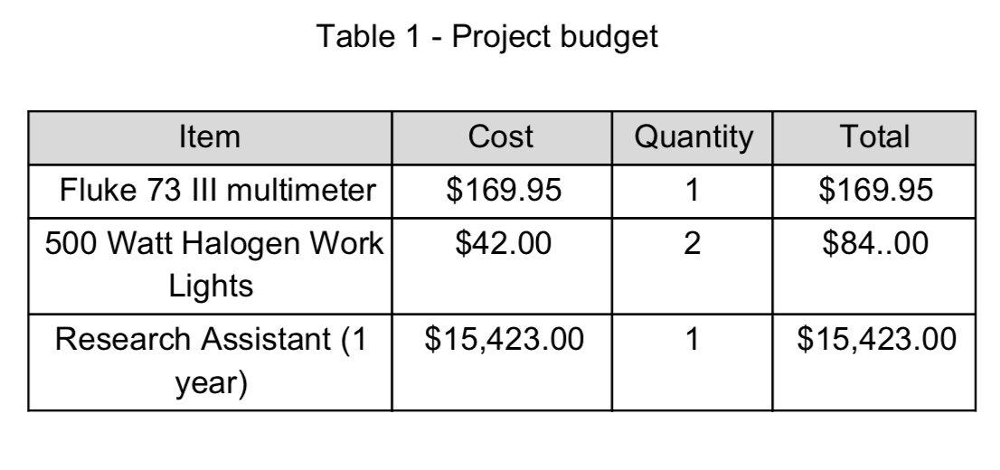 Table 1 - Project budget
Item Cost Quantity Total
Fluke 73 III multimeter $169.95 1 $169.95
500 Watt Halogen Work $42.00 2 $84..00
Lights
Research Assistant (1 $15,423.00 1 $15,423.00
year)